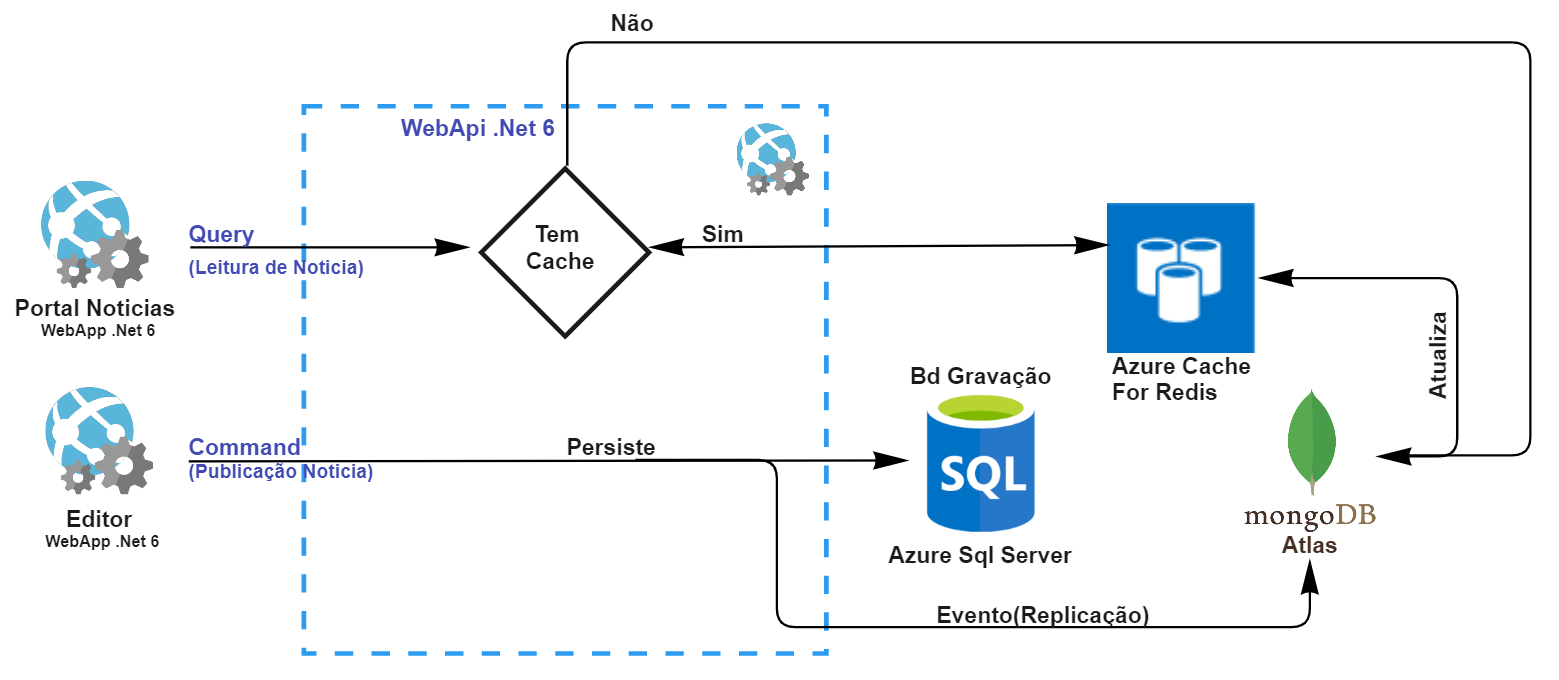 Não
WebApi .Net 6
Query
(Leitura de Noticia)
Tem
Cache
Sim
Portal Noticias
WebApp .Net 6
Azure Cache
For Redis
Atualiza
Bd Gravação
SQL
Azure Sql Server
Command
(Publicação Noticia)
Persiste
Editor
WebApp .Net 6
mongoDB
Atlas
Evento(Replicação)